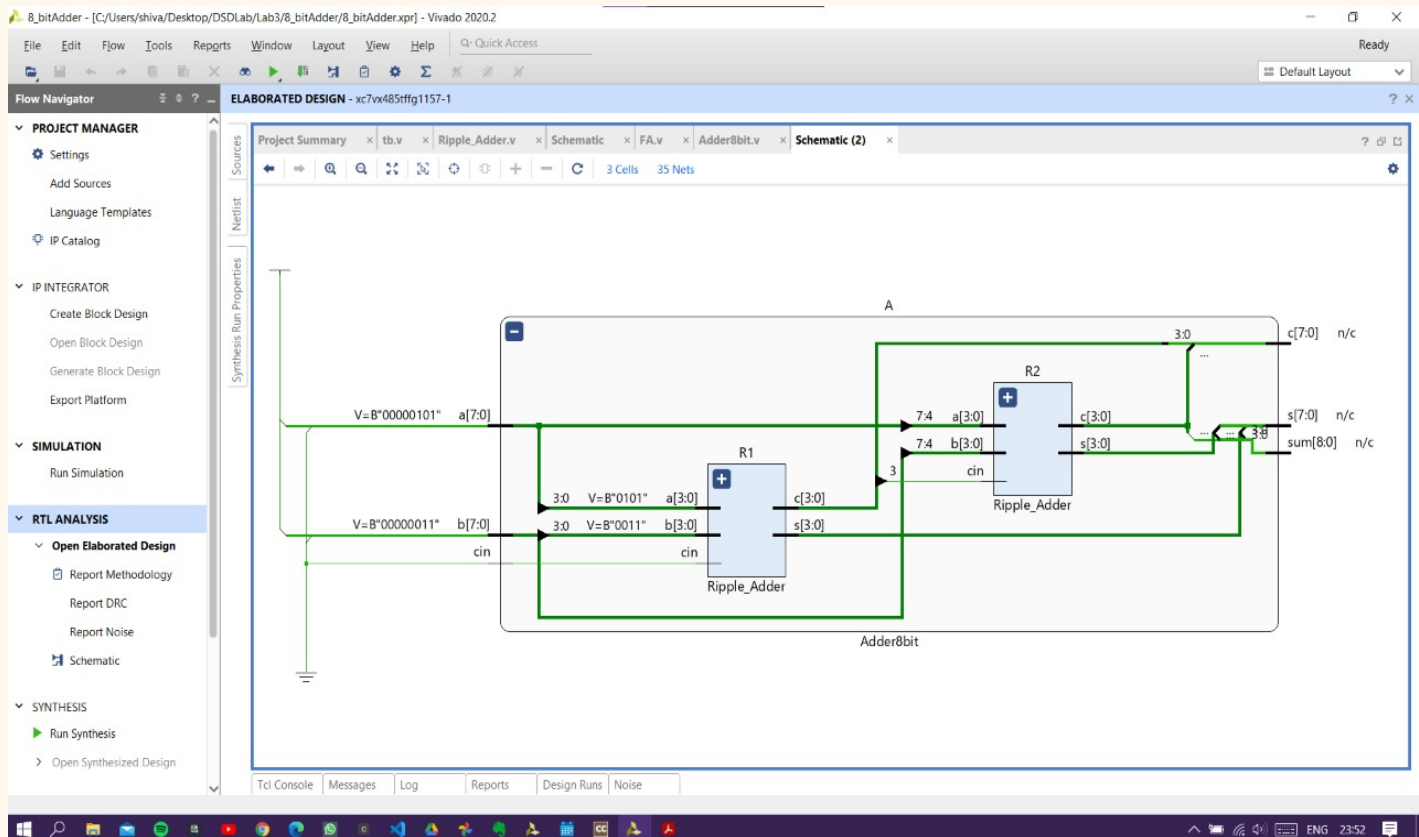 8_bitAdder - [C:/Users/shiva/Desktop/DSDLab/Lab3/8_bitAdder/8_bitAdder.xpr] - Vivado 2020.2
File Edit Flow Tools Reports Window Layout View Help Q- Quick Access
Ready
Default Layout
Flow Navigator
ELABORATED DESIGN - xc7vx485tffg1157-1
PROJECT MANAGER
Settings
Add Sources
Language Templates
IP Catalog
IP INTEGRATOR
Create Block Design
Open Block Design
Generate Block Design
Export Platform
SIMULATION
Run Simulation
RTL ANALYSIS
Open Elaborated Design
Report Methodology
Report DRC
Report Noise
Schematic
SYNTHESIS
Run Synthesis
Open Synthesized Design
Sources
Netlist
Synthesis Run Properties
Project Summary tb.v Ripple_Adder.v Schematic FA.v Adder8bit.v Schematic (2)
3 Cells 35 Nets
A
3:0 c[7:0] n/c
...
R2
V=B"00000101" a[7:0]
7:4 a[3:0] c[3:0]
... ... 3:0
s[7:0] n/c
7:4 b[3:0] s[3:0]
sum[8:0] n/c
3 cin
Ripple_Adder
R1
3:0 V=B"0101" a[3:0] c[3:0]
V=B"00000011" b[7:0]
3:0 V=B"0011" b[3:0] s[3:0]
cin cin
Ripple_Adder
Adder8bit
Tcl Console Messages Log Reports Design Runs Noise
ENG 23:52